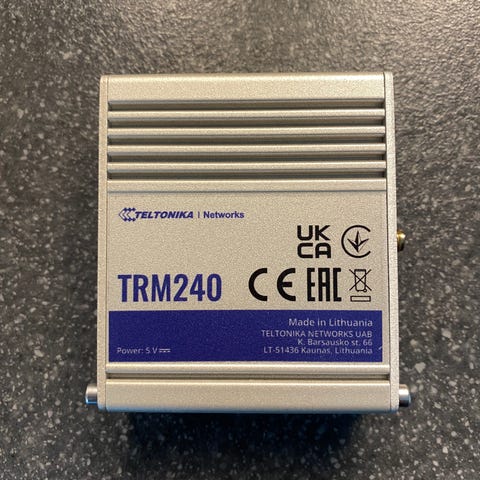 TELTONIKA | Networks
UK
CA
TRM240 CE EAC
Made in Lithuania
TELTONIKA NETWORKS UAB
K. Barsausko st. 66
Power: 5 V⎓ LT-51436 Kaunas, Lithuania